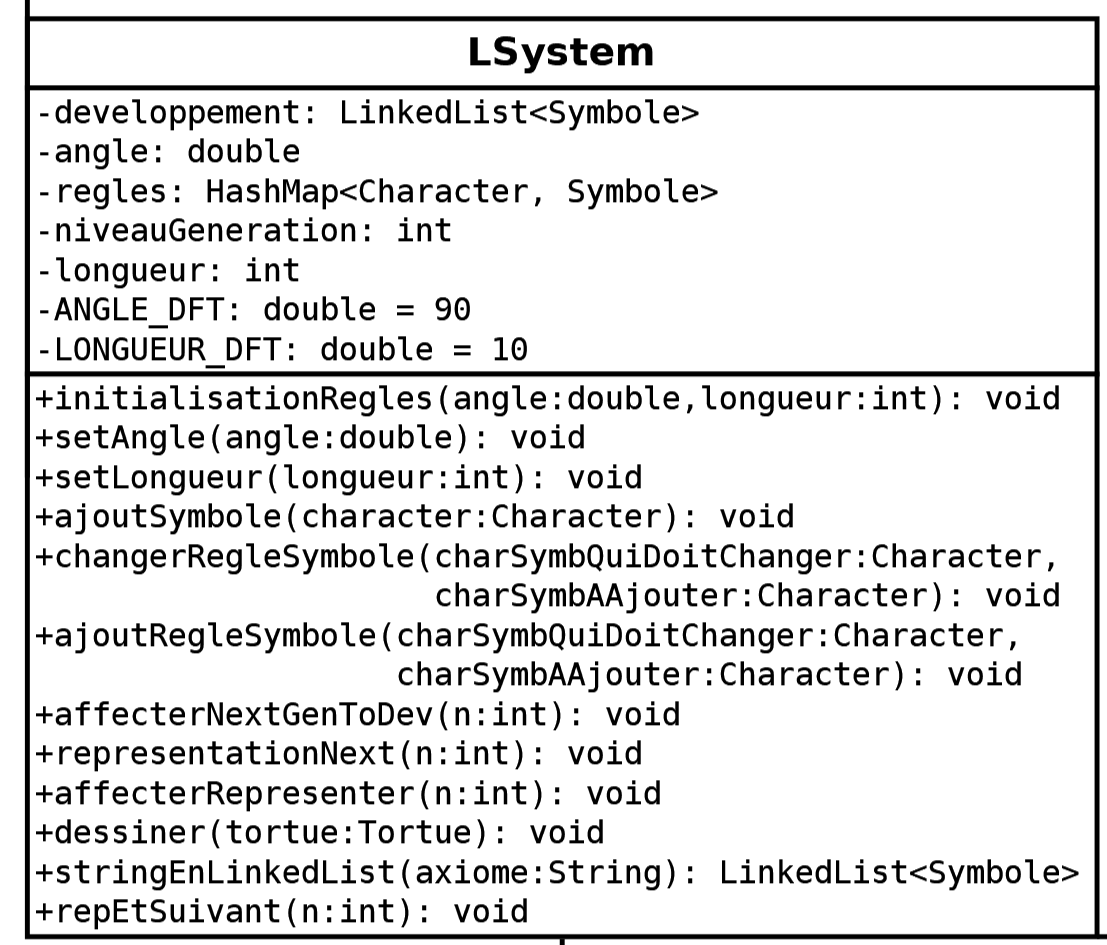 LSystem
-developpement: LinkedList<Symbole>
-angle: double
-regles: HashMap<Character, Symbole>
-niveauGeneration: int
-longueur: int
-ANGLE_DFT: double = 90
-LONGUEUR_DFT: double = 10
+initialisationRegles(angle:double,longueur:int): void
+setAngle(angle:double): void
+setLongueur(longueur:int): void
+ajoutSymbole(character:Character): void
+changerRegleSymbole(charSymbQuiDoitChanger:Character,
charSymbAAjouter:Character): void
+ajoutRegleSymbole(charSymbQuiDoitChanger:Character,
charSymbAAjouter:Character): void
+affecterNextGenToDev(n:int): void
+representationNext(n:int): void
+affecterRepresenter(n:int): void
+dessiner(tortue:Tortue): void
+stringEnLinkedList(axiome:String): LinkedList<Symbole>
+repEtSuivant(n:int): void